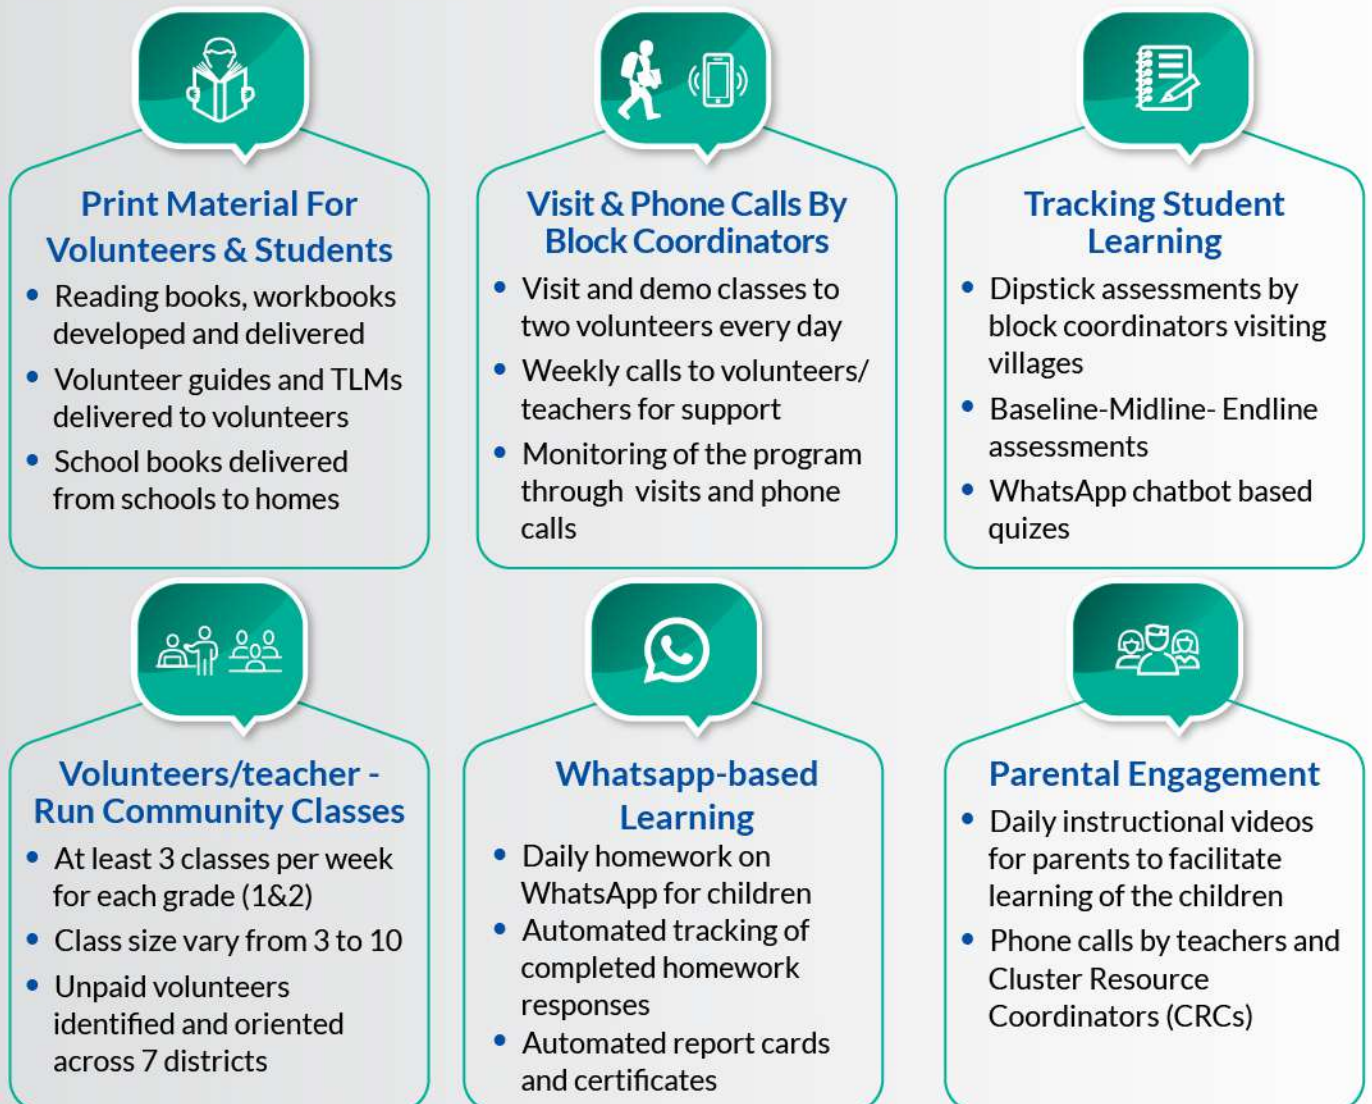 Print Material For
Volunteers & Students
• Reading books, workbooks
developed and delivered
• Volunteer guides and TLMs
delivered to volunteers
• School books delivered
from schools to homes
Visit & Phone Calls By
Block Coordinators
• Visit and demo classes to
two volunteers every day
• Weekly calls to volunteers/
teachers for support
• Monitoring of the program
through visits and phone
calls
Tracking Student
Learning
• Dipstick assessments by
block coordinators visiting
villages
• Baseline-Midline- Endline
assessments
• WhatsApp chatbot based
quizes
Volunteers/teacher -
Run Community Classes
• At least 3 classes per week
for each grade (1&2)
• Class size vary from 3 to 10
• Unpaid volunteers
identified and oriented
across 7 districts
Whatsapp-based
Learning
• Daily homework on
WhatsApp for children
• Automated tracking of
completed homework
responses
• Automated report cards
and certificates
Parental Engagement
• Daily instructional videos
for parents to facilitate
learning of the children
• Phone calls by teachers and
Cluster Resource
Coordinators (CRCs)